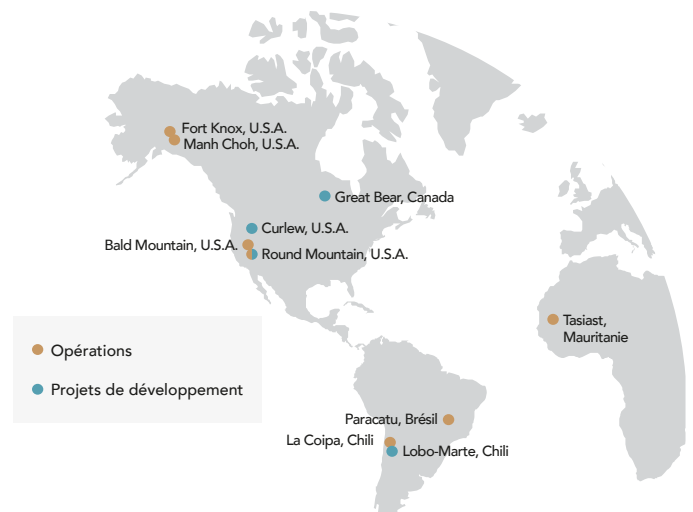 Fort Knox, U.S.A.
Manh Choh, U.S.A.
Great Bear, Canada
Curlew, U.S.A.
Bald Mountain, U.S.A.
Round Mountain, U.S.A.
Tasiast,
Mauritanie
Opérations
Projets de développement
Paracatu, Brésil
La Coipa, Chili
Lobo-Marte, Chili